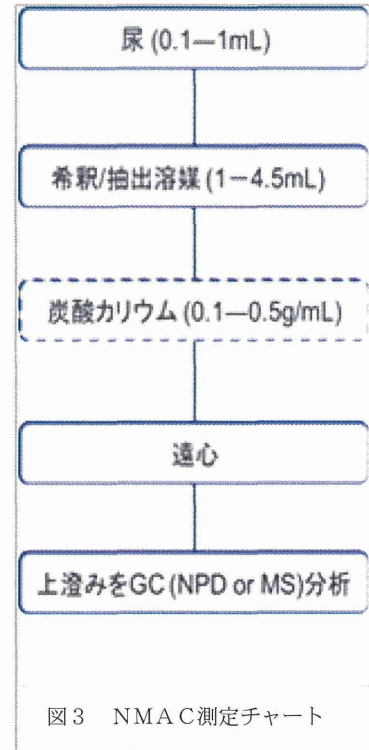 尿 (0.1—1mL)
希釈/抽出溶媒 (1－4.5mL)
炭酸カリウム (0.1—0.5g/mL)
遠心
上澄みをGC (NPD or MS)分析
図３　ＮＭＡＣ測定チャート